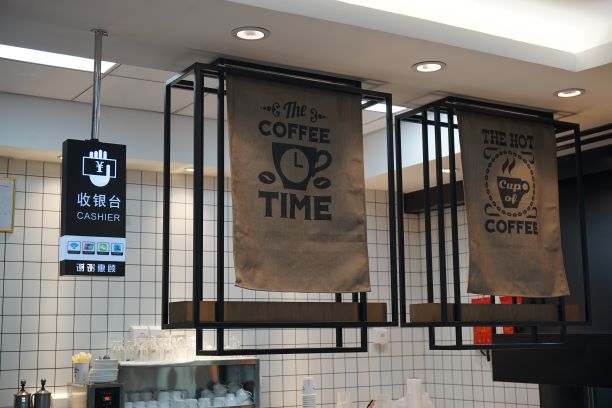 ¥
收银台
CASHIER
谢谢惠顾
The
COFFEE
TIME
THE HOT
Cup
of
COFFEE